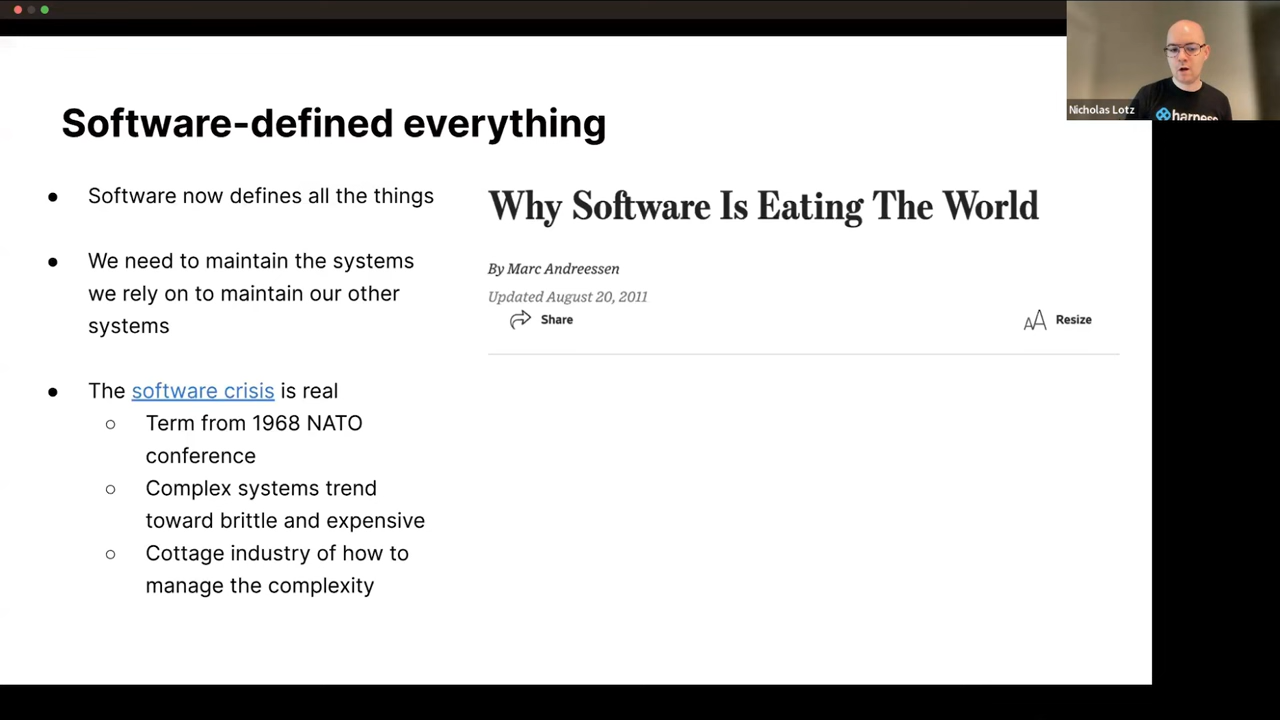 Software-defined everything
● Software now defines all the things
● We need to maintain the systems
we rely on to maintain our other
systems
● The software crisis is real
○ Term from 1968 NATO
conference
○ Complex systems trend
toward brittle and expensive
○ Cottage industry of how to
manage the complexity
Why Software Is Eating The World
By Marc Andreessen
Updated August 20, 2011
Share
AA Resize
Nicholas Lotz
harness